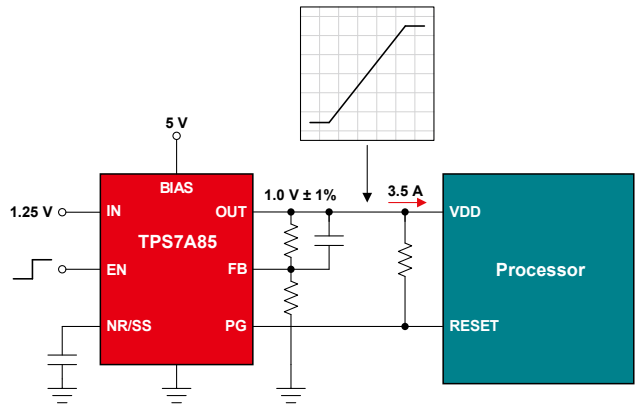 5 V
BIAS
1.0 V ± 1%
3.5 A
1.25 V
IN
OUT
VDD
TPS7A85
EN
FB
Processor
NR/SS
PG
RESET